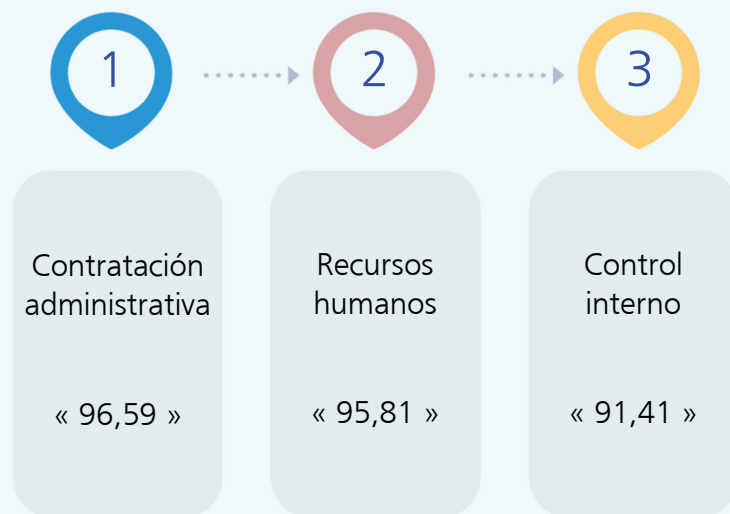 1
2
3
Contratación
administrativa
« 96,59 »
Recursos
humanos
« 95,81 »
Control
interno
« 91,41 »